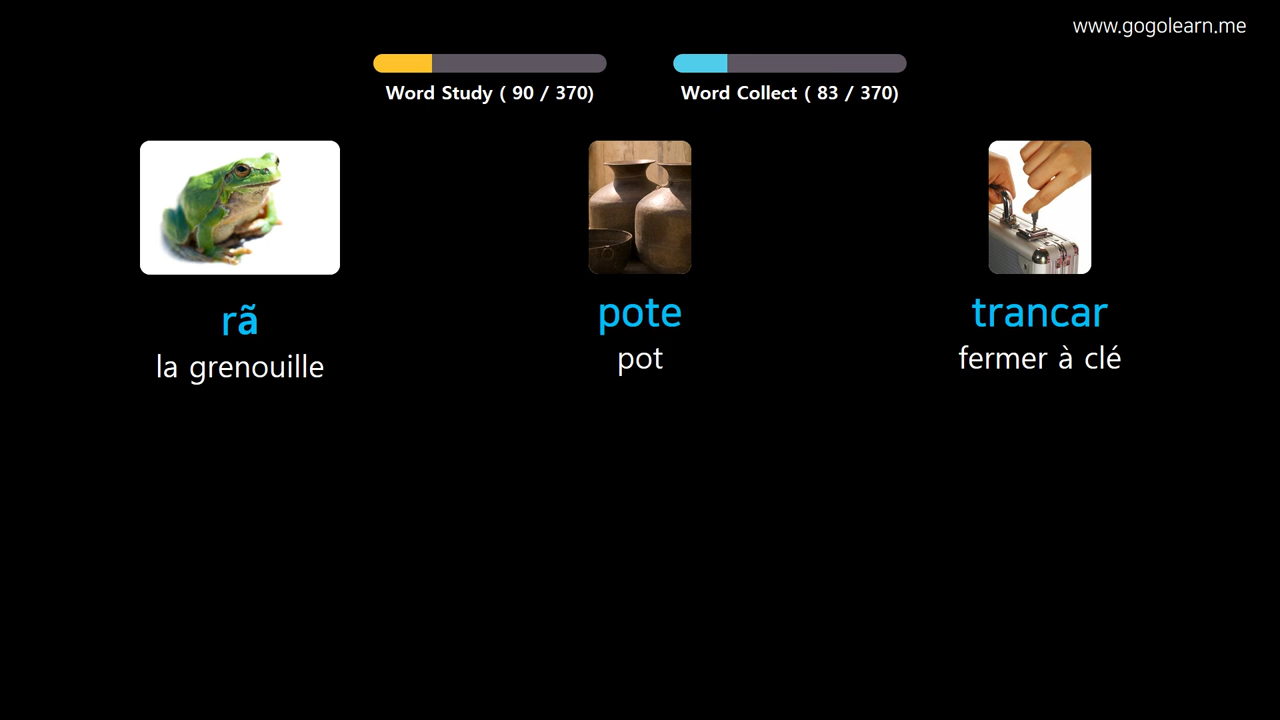 www.gogolearn.me
Word Study ( 90 / 370)
Word Collect ( 83 / 370)
rã
la grenouille
pote
pot
trancar
fermer à clé